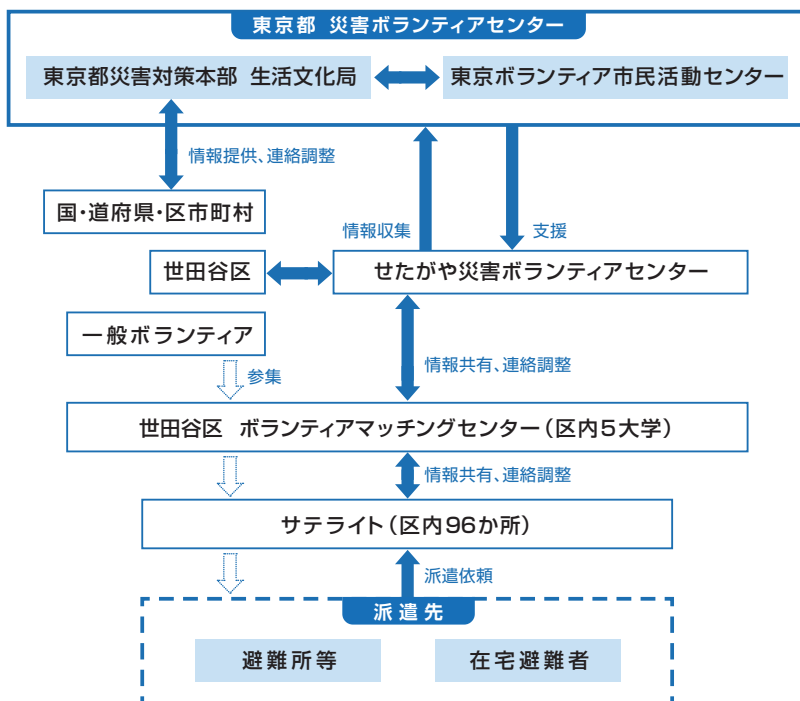 東京都 災害ボランティアセンター
東京都災害対策本部 生活文化局
東京ボランティア市民活動センター
情報提供、連絡調整
国・道府県・区市町村
情報収集
支援
世田谷区
せたがや災害ボランティアセンター
一般ボランティア
参集
情報共有、連絡調整
世田谷区 ボランティアマッチングセンター(区内5大学)
情報共有、連絡調整
サテライト(区内96か所)
派遣依頼
派遣先
避難所等
在宅避難者